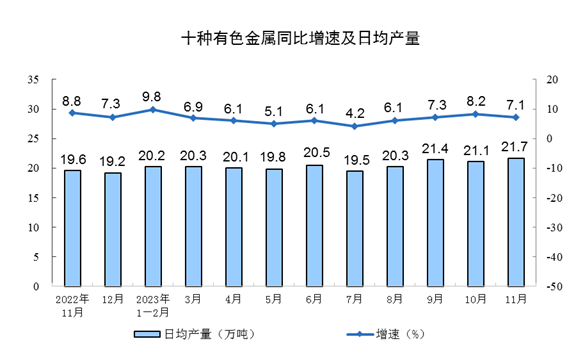 十种有色金属同比增速及日均产量
35 20
8.8 7.3 9.8 6.9 6.1 5.1 6.1 4.2 6.1 7.3 8.2 7.1
30 10
25 0
19.6 19.2 20.2 20.3 20.1 19.8 20.5 19.5 20.3 21.4 21.1 21.7
20 -10
15 -20
10 -30
5 -40
0 -50
2022年 12月 2023年 3月 4月 5月 6月 7月 8月 9月 10月 11月
11月 1—2月
日均产量（万吨） 增速（%）